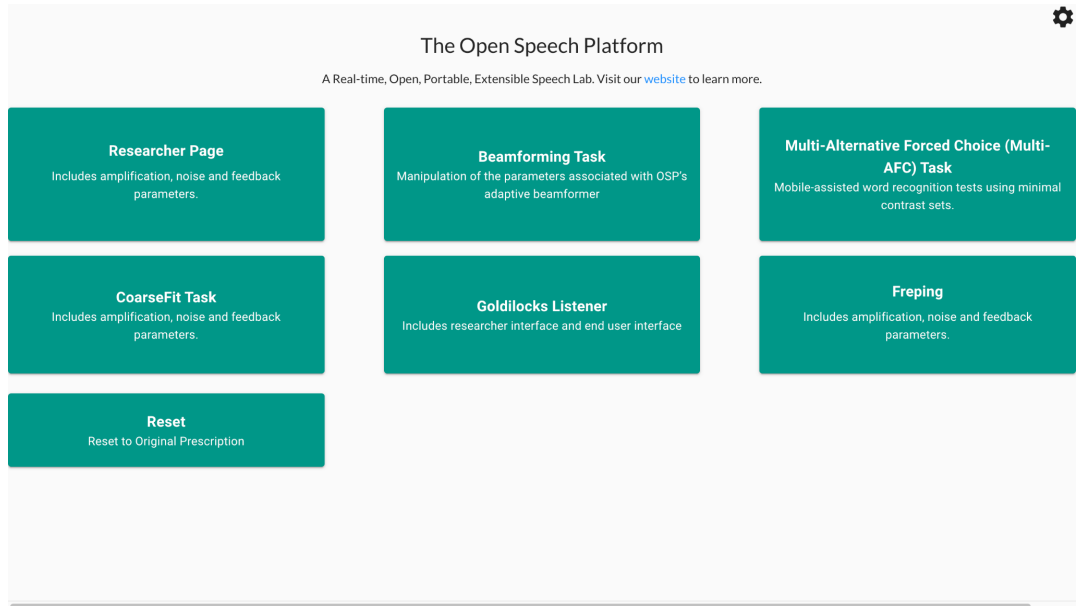 The Open Speech Platform
A Real-time, Open, Portable, Extensible Speech Lab. Visit our website to learn more.
Researcher Page
Includes amplification, noise and feedback
parameters.
Beamforming Task
Manipulation of the parameters associated with OSP's
adaptive beamformer
Multi-Alternative Forced Choice (Multi-
AFC) Task
Mobile-assisted word recognition tests using minimal
contrast sets.
CoarseFit Task
Includes amplification, noise and feedback
parameters.
Goldilocks Listener
Includes researcher interface and end user interface
Freping
Includes amplification, noise and feedback
parameters.
Reset
Reset to Original Prescription